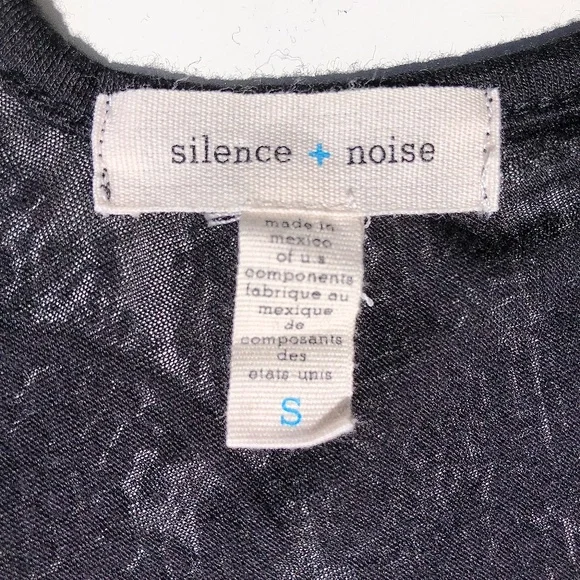 silence + noise
made in
mexico
of u.s
components
fabrique au
mexique
de
composants
des
etats unis
S